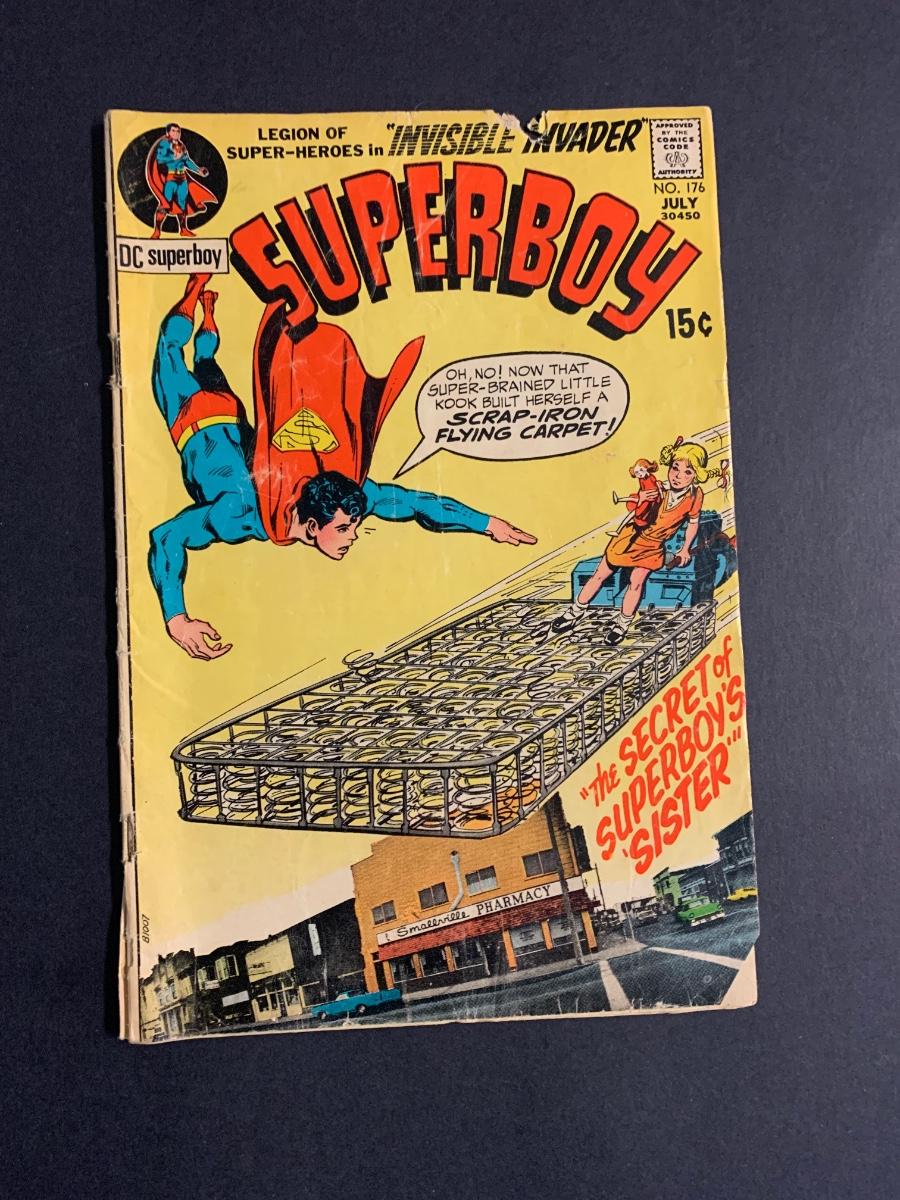 LEGION OF
SUPER-HEROES in "INVISIBLE INVADER"
APPROVED
BY THE
COMICS
CODE
CA
AUTHORITY
NO. 176
JULY
30450
DC superboy
SUPERBOY
15¢
S
OH, NO! NOW THAT
SUPER-BRAINED LITTLE
KOOK BUILT HERSELF A
SCRAP-IRON
FLYING CARPET!
"The SECRET of
SUPERBOY'S
'SISTER'"
Smallville PHARMACY
B/007